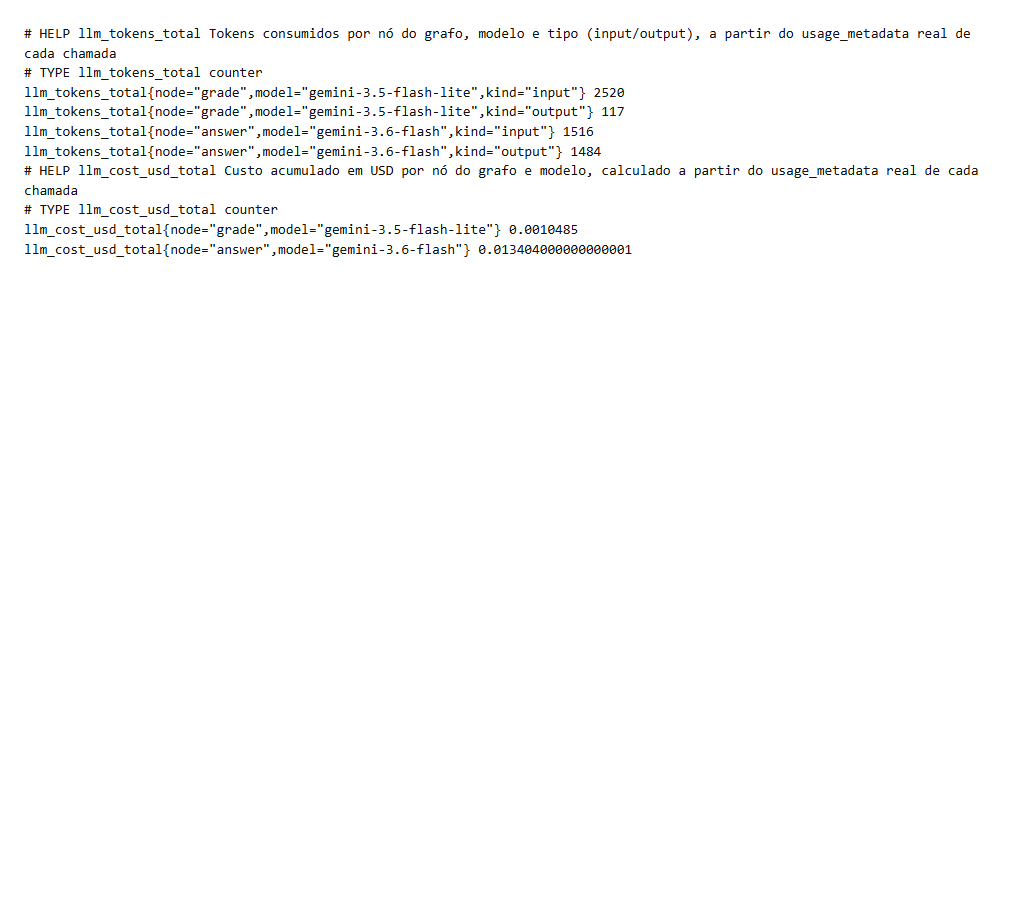 # HELP llm_tokens_total Tokens consumidos por nó do grafo, modelo e tipo (input/output), a partir do usage_metadata real de
cada chamada
# TYPE llm_tokens_total counter
llm_tokens_total{node="grade",model="gemini-3.5-flash-lite",kind="input"} 2520
llm_tokens_total{node="grade",model="gemini-3.5-flash-lite",kind="output"} 117
llm_tokens_total{node="answer",model="gemini-3.6-flash",kind="input"} 1516
llm_tokens_total{node="answer",model="gemini-3.6-flash",kind="output"} 1484
# HELP llm_cost_usd_total Custo acumulado em USD por nó do grafo e modelo, calculado a partir do usage_metadata real de cada
chamada
# TYPE llm_cost_usd_total counter
llm_cost_usd_total{node="grade",model="gemini-3.5-flash-lite"} 0.0010485
llm_cost_usd_total{node="answer",model="gemini-3.6-flash"} 0.013404000000000001